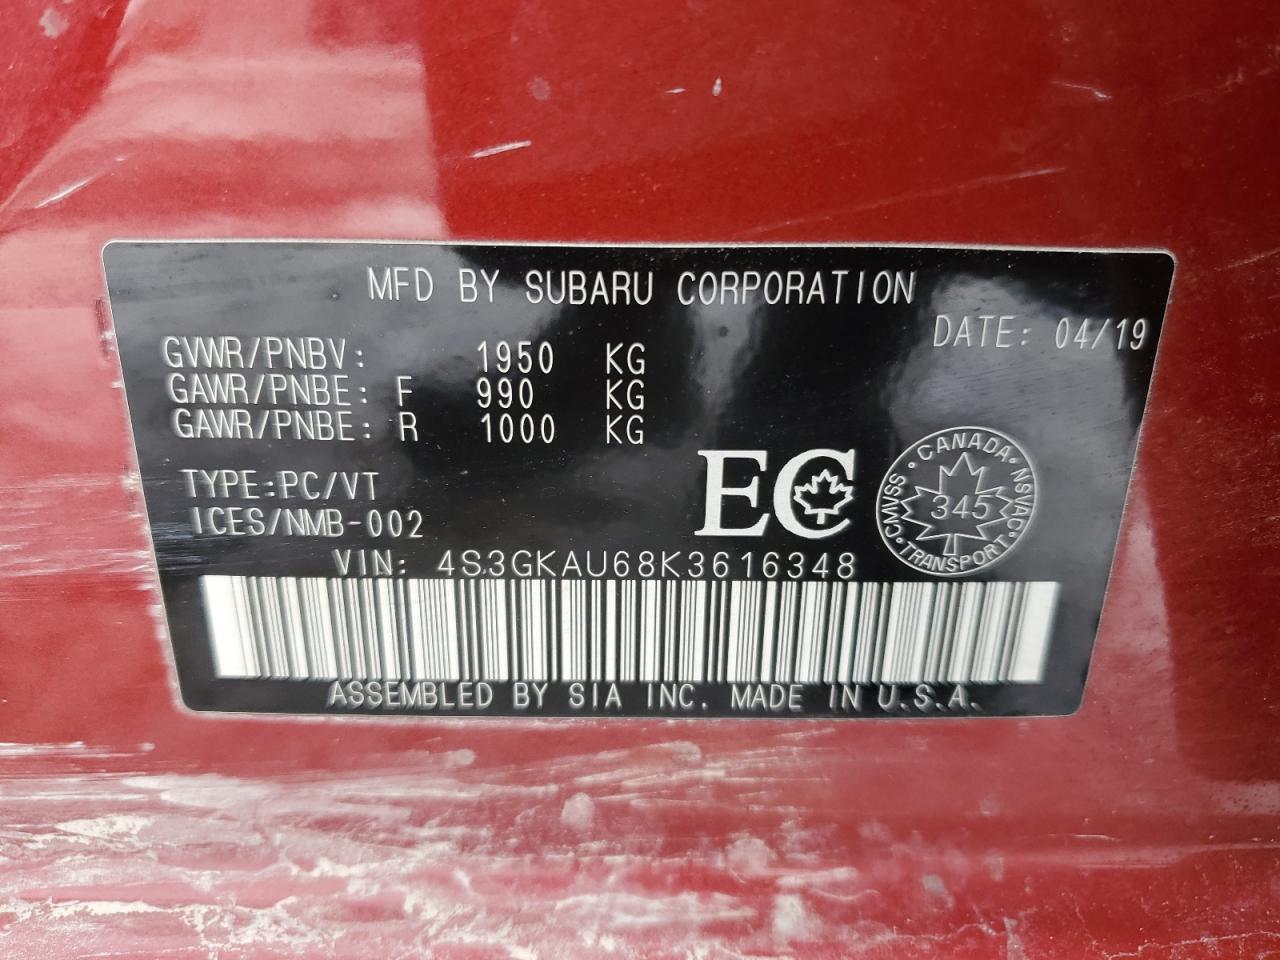 MFD BY SUBARU CORPORATION
DATE: 04/19
GVWR/PNBV: 1950 KG
GAWR/PNBE: F 990 KG
GAWR/PNBE: R 1000 KG
TYPE:PC/VT
ICES/NMB-002
EC
CANADA · NSVAC · TRANSPORT · CMVSS ·
345
VIN: 4S3GKAU68K3616348
ASSEMBLED BY SIA INC. MADE IN U.S.A.